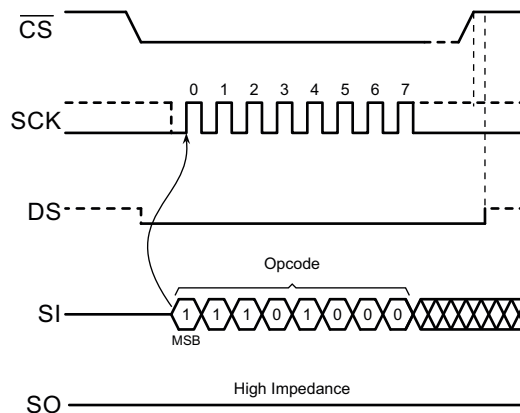 CS
0 1 2 3 4 5 6 7
SCK
DS
Opcode
SI
1 1 1 0 1 0 0 0
MSB
High Impedance
SO